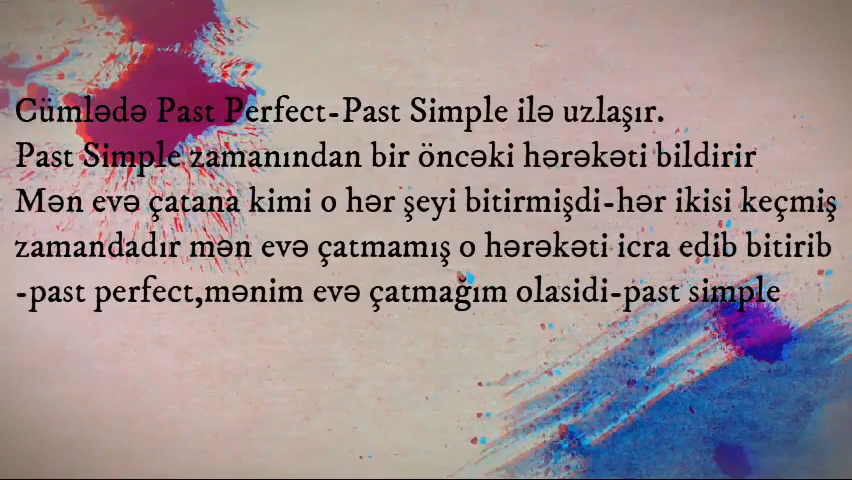 Cümlədə Past Perfect-Past Simple ilə uzlaşır.
Past Simple zamanından bir öncəki hərəkəti bildirir
Mən evə çatana kimi o hər şeyi bitirmişdi-hər ikisi keçmiş
zamandadır mən evə çatmamış o hərəkəti icra edib bitirib
-past perfect,mənim evə çatmağım olasidi-past simple